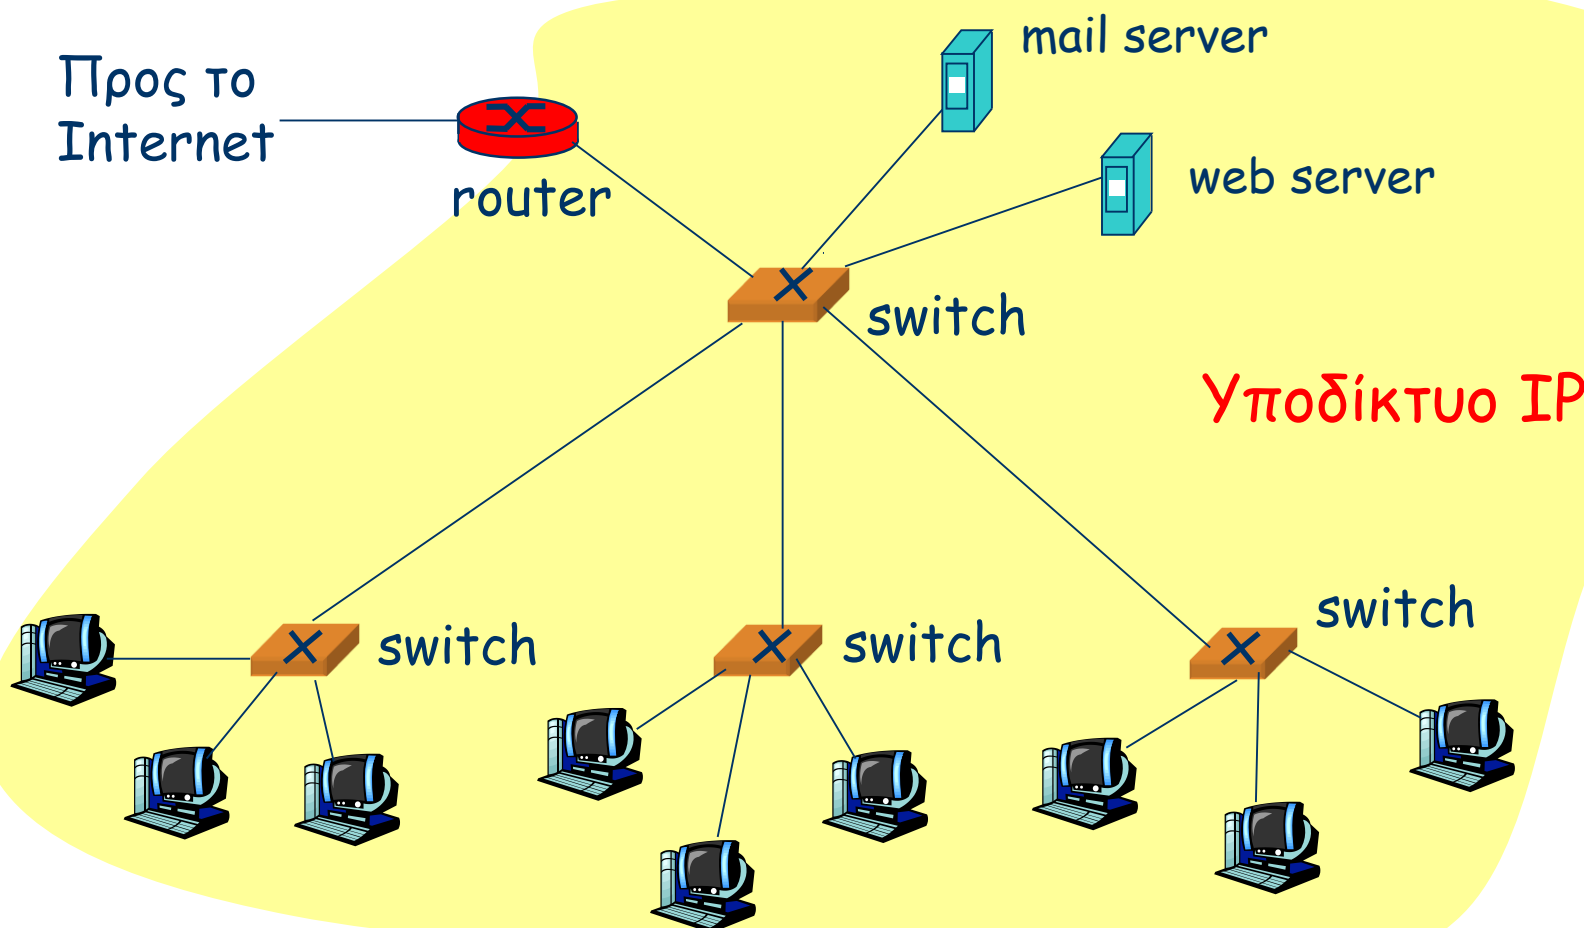 mail server
Προς το
Internet
web server
router
switch
Υποδίκτυο IP
switch
switch
switch